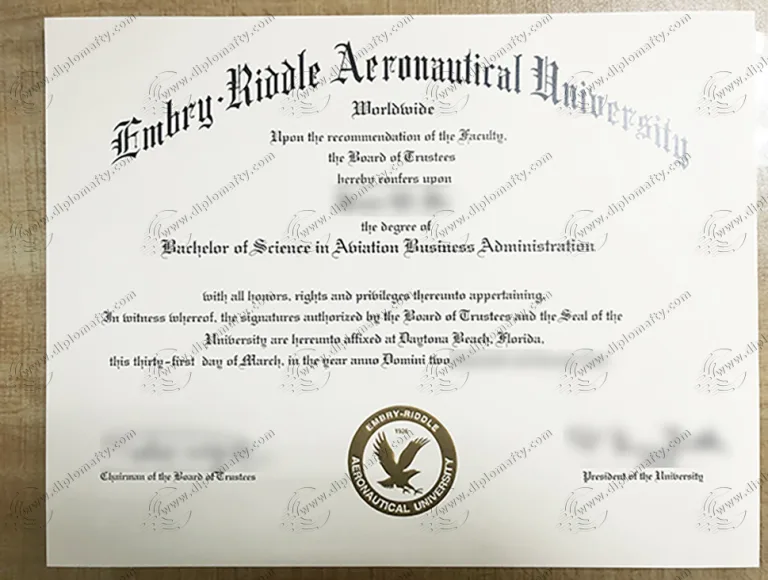 Embry-Riddle Aeronautical University
Worldwide
Upon the recommendation of the Faculty,
the Board of Trustees
hereby confers upon
the degree of
Bachelor of Science in Aviation Business Administration
with all honors, rights and privileges thereunto appertaining.
In witness whereof, the signatures authorized by the Board of Trustees and the Seal of the
University are hereunto affixed at Daytona Beach, Florida,
this thirty-first day of March, in the year anno Domini two
EMBRY-RIDDLE
1926
AERONAUTICAL UNIVERSITY
Chairman of the Board of Trustees
President of the University
www.diplomafty.com